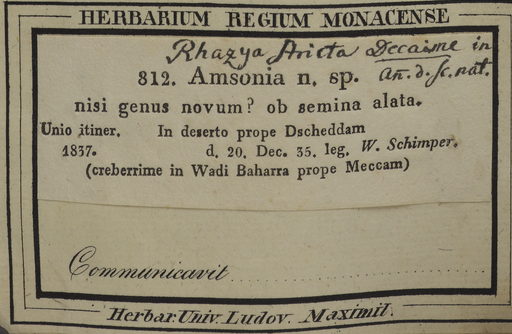 HERBARIUM REGIUM MONACENSE
Rhazya stricta Decaisne in
An. d. sc. nat.
812. Amsonia n. sp.
nisi genus novum? ob semina alata.
Unio itiner. In deserto prope Dscheddam
1837. d. 20. Dec. 35. leg. W. Schimper.
(creberrime in Wadi Baharra prope Meccam)
Communicavit
Herbar. Univ. Ludov. Maximil.